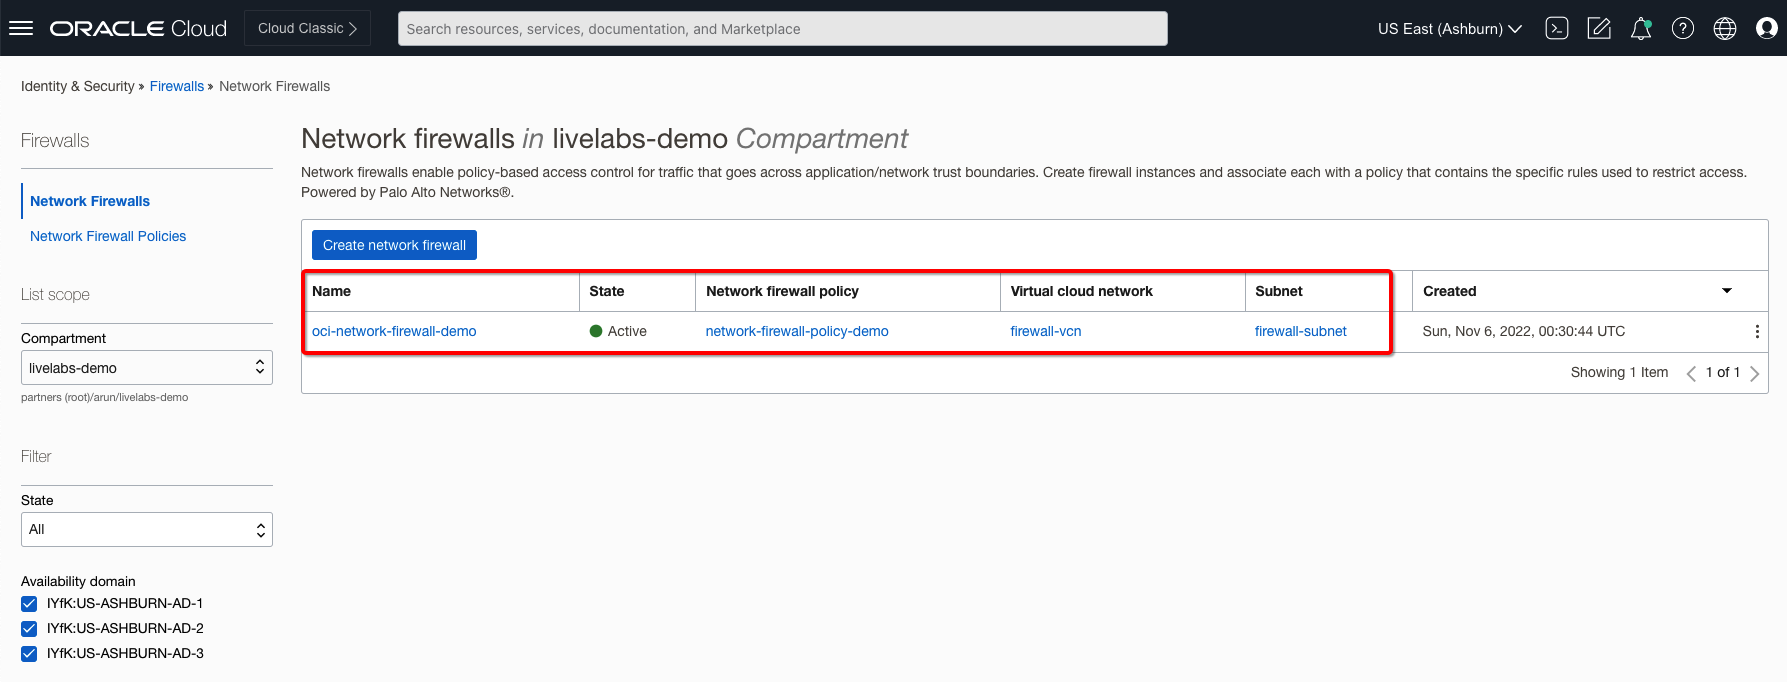 ORACLE Cloud
Cloud Classic
Search resources, services, documentation, and Marketplace
US East (Ashburn)
Identity & Security » Firewalls » Network Firewalls
Firewalls
Network Firewalls
Network Firewall Policies
List scope
Compartment
livelabs-demo
partners (root)/arun/livelabs-demo
Filter
State
All
Availability domain
IYfK:US-ASHBURN-AD-1
IYfK:US-ASHBURN-AD-2
IYfK:US-ASHBURN-AD-3
Network firewalls in livelabs-demo Compartment
Network firewalls enable policy-based access control for traffic that goes across application/network trust boundaries. Create firewall instances and associate each with a policy that contains the specific rules used to restrict access.
Powered by Palo Alto Networks®.
Create network firewall
Name State Network firewall policy Virtual cloud network Subnet Created
oci-network-firewall-demo Active network-firewall-policy-demo firewall-vcn firewall-subnet Sun, Nov 6, 2022, 00:30:44 UTC
Showing 1 Item 1 of 1